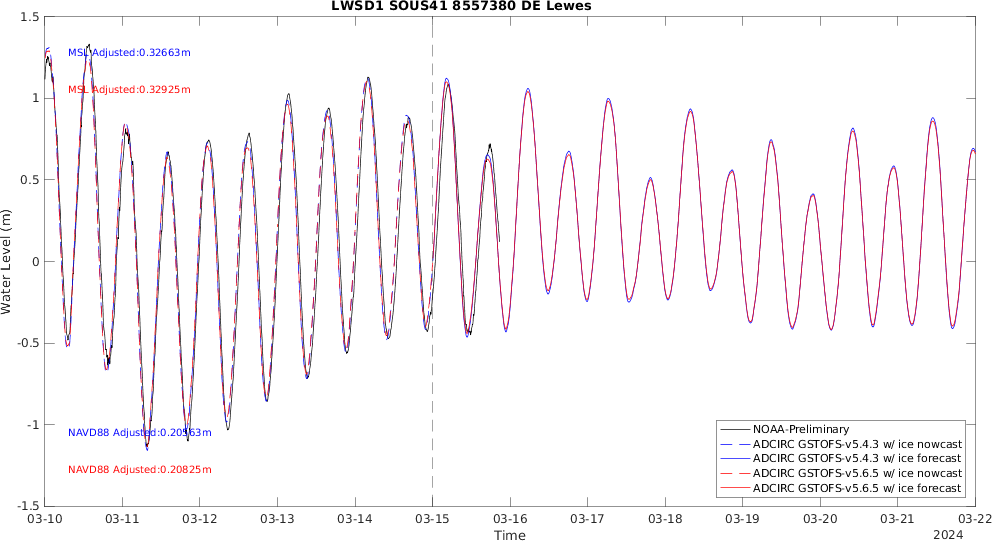 LWSD1 SOUS41 8557380 DE Lewes
1.5
1
0.5
0
-0.5
-1
-1.5
Water Level (m)
MSL Adjusted:0.32663m
MSL Adjusted:0.32925m
NAVD88 Adjusted:0.20563m
NAVD88 Adjusted:0.20825m
NOAA-Preliminary
ADCIRC GSTOFS-v5.4.3 w/ ice nowcast
ADCIRC GSTOFS-v5.4.3 w/ ice forecast
ADCIRC GSTOFS-v5.6.5 w/ ice nowcast
ADCIRC GSTOFS-v5.6.5 w/ ice forecast
03-10 03-11 03-12 03-13 03-14 03-15 03-16 03-17 03-18 03-19 03-20 03-21 03-22
Time
2024